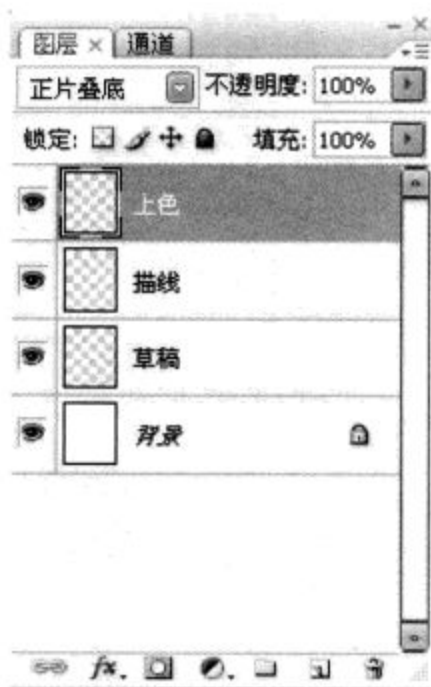 图层 × 通道
正片叠底 不透明度: 100%
锁定: 填充: 100%
上色
描线
草稿
背景
fx.